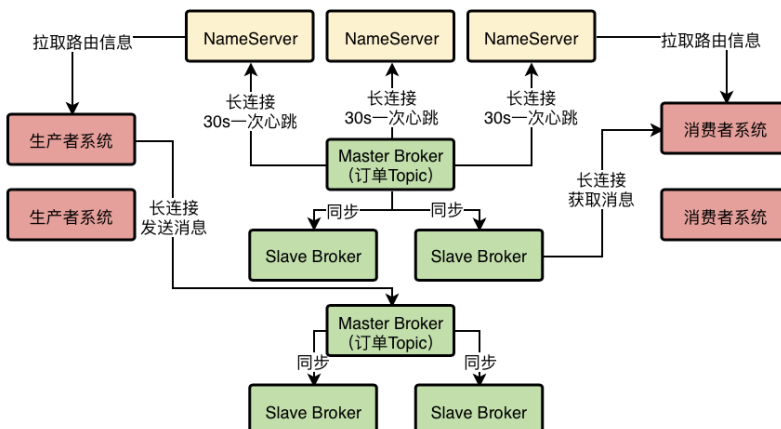 NameServer
NameServer
NameServer
拉取路由信息
拉取路由信息
长连接
30s一次心跳
长连接
30s一次心跳
长连接
30s一次心跳
生产者系统
消费者系统
Master Broker
（订单Topic）
长连接
获取消息
生产者系统
长连接
发送消息
同步
同步
消费者系统
Slave Broker
Slave Broker
Master Broker
（订单Topic）
同步
同步
Slave Broker
Slave Broker